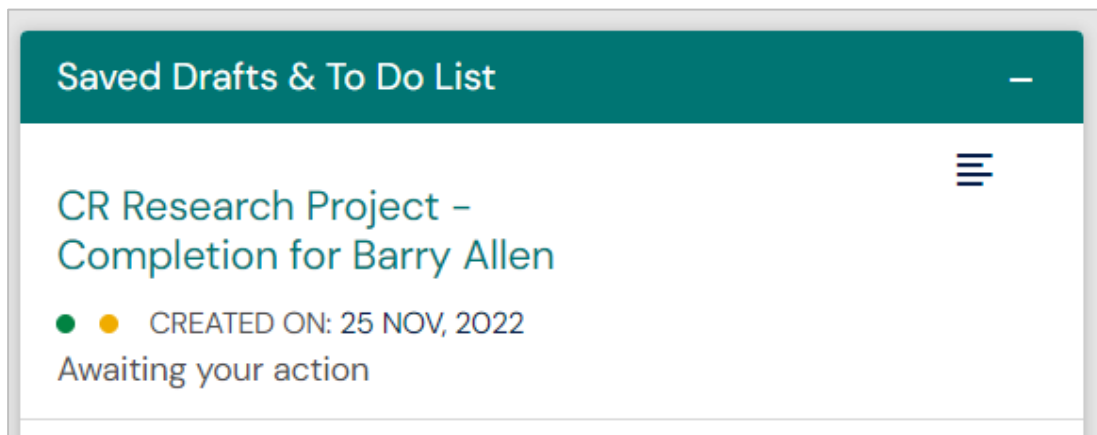 Saved Drafts & To Do List
CR Research Project -
Completion for Barry Allen
CREATED ON: 25 NOV, 2022
Awaiting your action